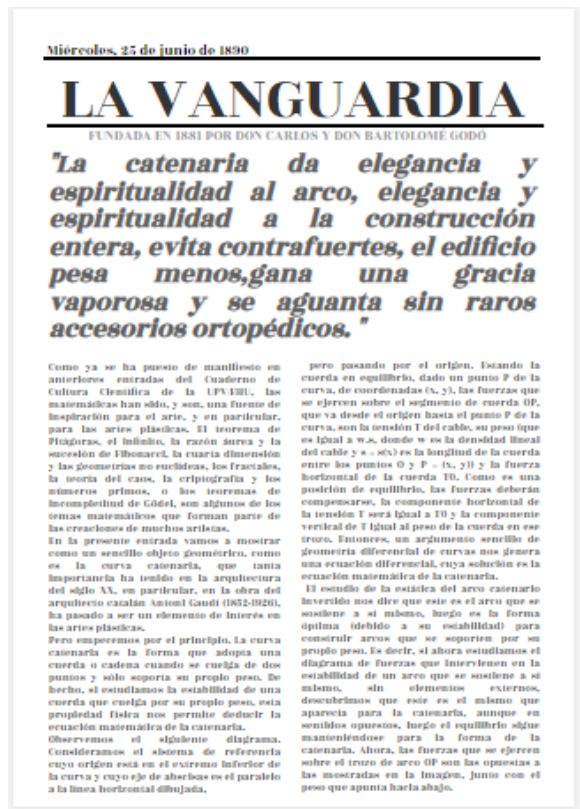 Miércoles, 25 de junio de 1890
LA VANGUARDIA
FUNDADA EN 1881 POR DON CARLOS Y DON BARTOLOMÉ GODÓ
"La catenaria da elegancia y
espiritualidad al arco, elegancia y
espiritualidad a la construcción
entera, evita contrafuertes, el edificio
pesa menos,gana una gracia
vaporosa y se aguanta sin raros
accesorios ortopédicos. "
Como ya se ha puesto de manifiesto en
anteriores entradas del Cuaderno de
Cultura Científica de la UPV/EHU, las
matemáticas han sido, y son, una fuente de
inspiración para el arte, y en particular,
para las artes plásticas. El teorema de
Pitágoras, el infinito, la razón áurea y la
sucesión de Fibonacci, la cuarta dimensión
y las geometrías no euclídeas, los fractales,
la teoría del caos, la criptografía y los
números primos, o los teoremas de
incompletitud de Gödel, son algunos de los
temas matemáticos que forman parte de
las creaciones de muchos artistas.
En la presente entrada vamos a mostrar
como un sencillo objeto geométrico, como
es la curva catenaria, que tanta
importancia ha tenido en la arquitectura
del siglo XX, en particular, en la obra del
arquitecto catalán Antoni Gaudí (1852-1926),
ha pasado a ser un elemento de interés en
las artes plásticas.
Pero empecemos por el principio. La curva
catenaria es la forma que adopta una
cuerda o cadena cuando se cuelga de dos
puntos y sólo soporta su propio peso. De
hecho, si estudiamos la estabilidad de una
cuerda que cuelga por su propio peso, esta
propiedad física nos permite deducir la
ecuación matemática de la catenaria.
Observemos el siguiente diagrama.
Consideramos el sistema de referencia
cuyo origen está en el extremo inferior de
la curva y cuyo eje de abscisas es el paralelo
a la línea horizontal dibujada,
pero pasando por el origen. Estando la
cuerda en equilibrio, dado un punto P de la
curva, de coordenadas (x, y), las fuerzas que
se ejercen sobre el segmento de cuerda OP,
que va desde el origen hasta el punto P de la
curva, son la tensión T del cable, su peso (que
es igual a w.s, donde w es la densidad lineal
del cable y s = s(x) es la longitud de la cuerda
entre los puntos O y P = (x, y)) y la fuerza
horizontal de la cuerda T0. Como es una
posición de equilibrio, las fuerzas deberán
compensarse, la componente horizontal de
la tensión T será igual a T0 y la componente
vertical de T igual al peso de la cuerda en ese
trozo. Entonces, un argumento sencillo de
geometría diferencial de curvas nos genera
una ecuación diferencial, cuya solución es la
ecuación matemática de la catenaria.
El estudio de la estática del arco catenario
invertido nos dice que este es el arco que se
sostiene a si mismo, luego es la forma
óptima (debido a su estabilidad) para
construir arcos que se soporten por su
propio peso. Es decir, si ahora estudiamos el
diagrama de fuerzas que intervienen en la
estabilidad de un arco que se sostiene a si
mismo, sin elementos externos,
descubrimos que este es el mismo que
aparecía para la catenaria, aunque en
sentidos opuestos, luego el equilibrio sigue
manteniéndose para la forma de la
catenaria. Ahora, las fuerzas que se ejercen
sobre el trozo de arco OP son las opuestas a
las mostradas en la imagen, junto con el
peso que apunta hacia abajo.